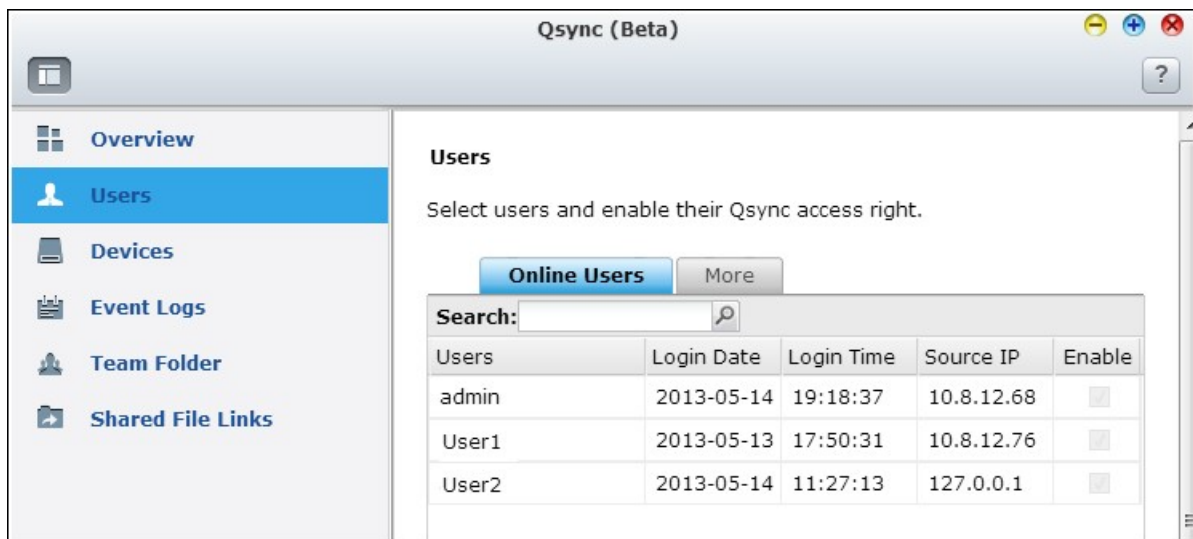 Qsync (Beta)
?
Overview
Users
Devices
Event Logs
Team Folder
Shared File Links
Users
Select users and enable their Qsync access right.
Online Users More
Search:
Users Login Date Login Time Source IP Enable
admin 2013-05-14 19:18:37 10.8.12.68
User1 2013-05-13 17:50:31 10.8.12.76
User2 2013-05-14 11:27:13 127.0.0.1